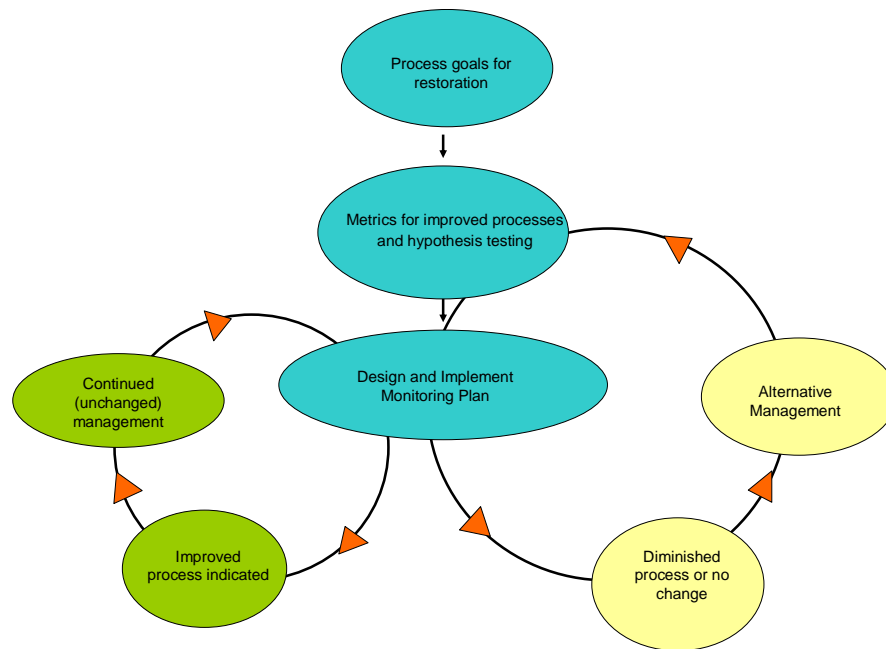 Process goals for
restoration
Metrics for improved processes
and hypothesis testing
Design and Implement
Monitoring Plan
Continued
(unchanged)
management
Improved
process indicated
Alternative
Management
Diminished
process or no
change